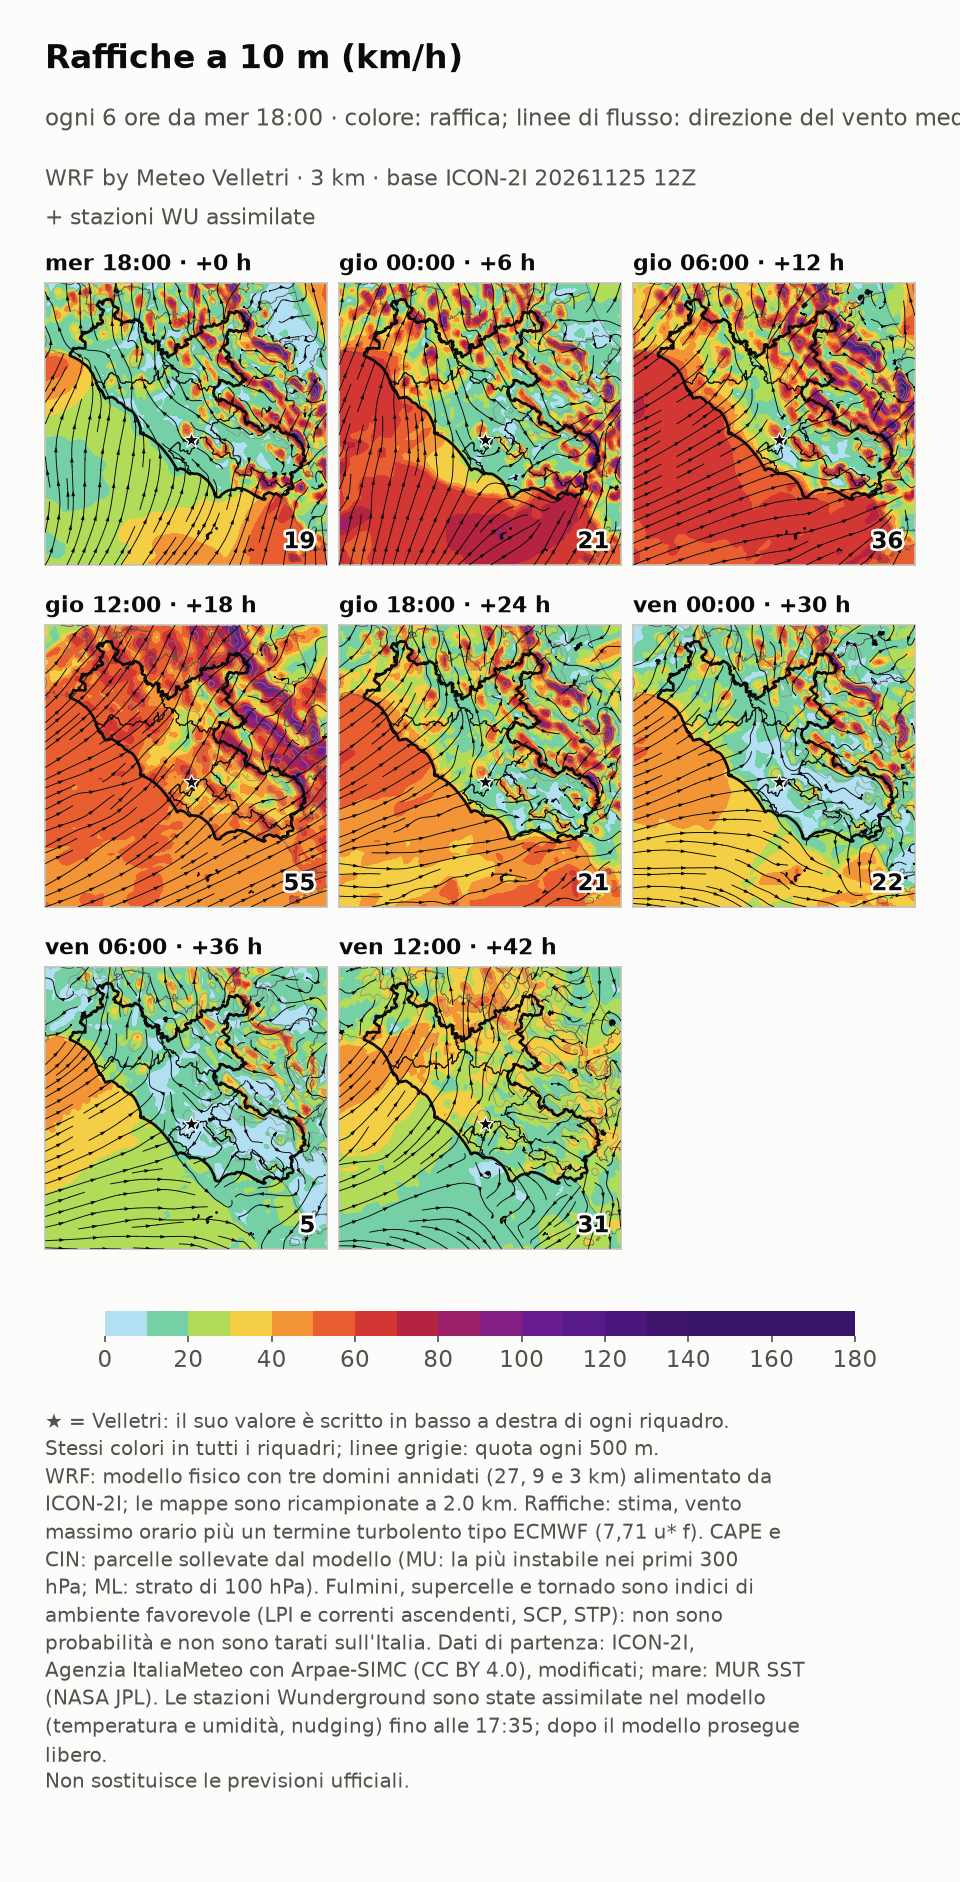 Raffiche a 10 m (km/h)
ogni 6 ore da mer 18:00 · colore: raffica; linee di flusso: direzione del vento med
WRF by Meteo Velletri · 3 km · base ICON-2I 20261125 12Z
+ stazioni WU assimilate
mer 18:00 · +0 h
gio 00:00 · +6 h
gio 06:00 · +12 h
19
21
36
gio 12:00 · +18 h
gio 18:00 · +24 h
ven 00:00 · +30 h
55
21
22
ven 06:00 · +36 h
ven 12:00 · +42 h
5
31
0 20 40 60 80 100 120 140 160 180
★ = Velletri: il suo valore è scritto in basso a destra di ogni riquadro.
Stessi colori in tutti i riquadri; linee grigie: quota ogni 500 m.
WRF: modello fisico con tre domini annidati (27, 9 e 3 km) alimentato da
ICON-2I; le mappe sono ricampionate a 2.0 km. Raffiche: stima, vento
massimo orario più un termine turbolento tipo ECMWF (7,71 u* f). CAPE e
CIN: parcelle sollevate dal modello (MU: la più instabile nei primi 300
hPa; ML: strato di 100 hPa). Fulmini, supercelle e tornado sono indici di
ambiente favorevole (LPI e correnti ascendenti, SCP, STP): non sono
probabilità e non sono tarati sull'Italia. Dati di partenza: ICON-2I,
Agenzia ItaliaMeteo con Arpae-SIMC (CC BY 4.0), modificati; mare: MUR SST
(NASA JPL). Le stazioni Wunderground sono state assimilate nel modello
(temperatura e umidità, nudging) fino alle 17:35; dopo il modello prosegue
libero.
Non sostituisce le previsioni ufficiali.